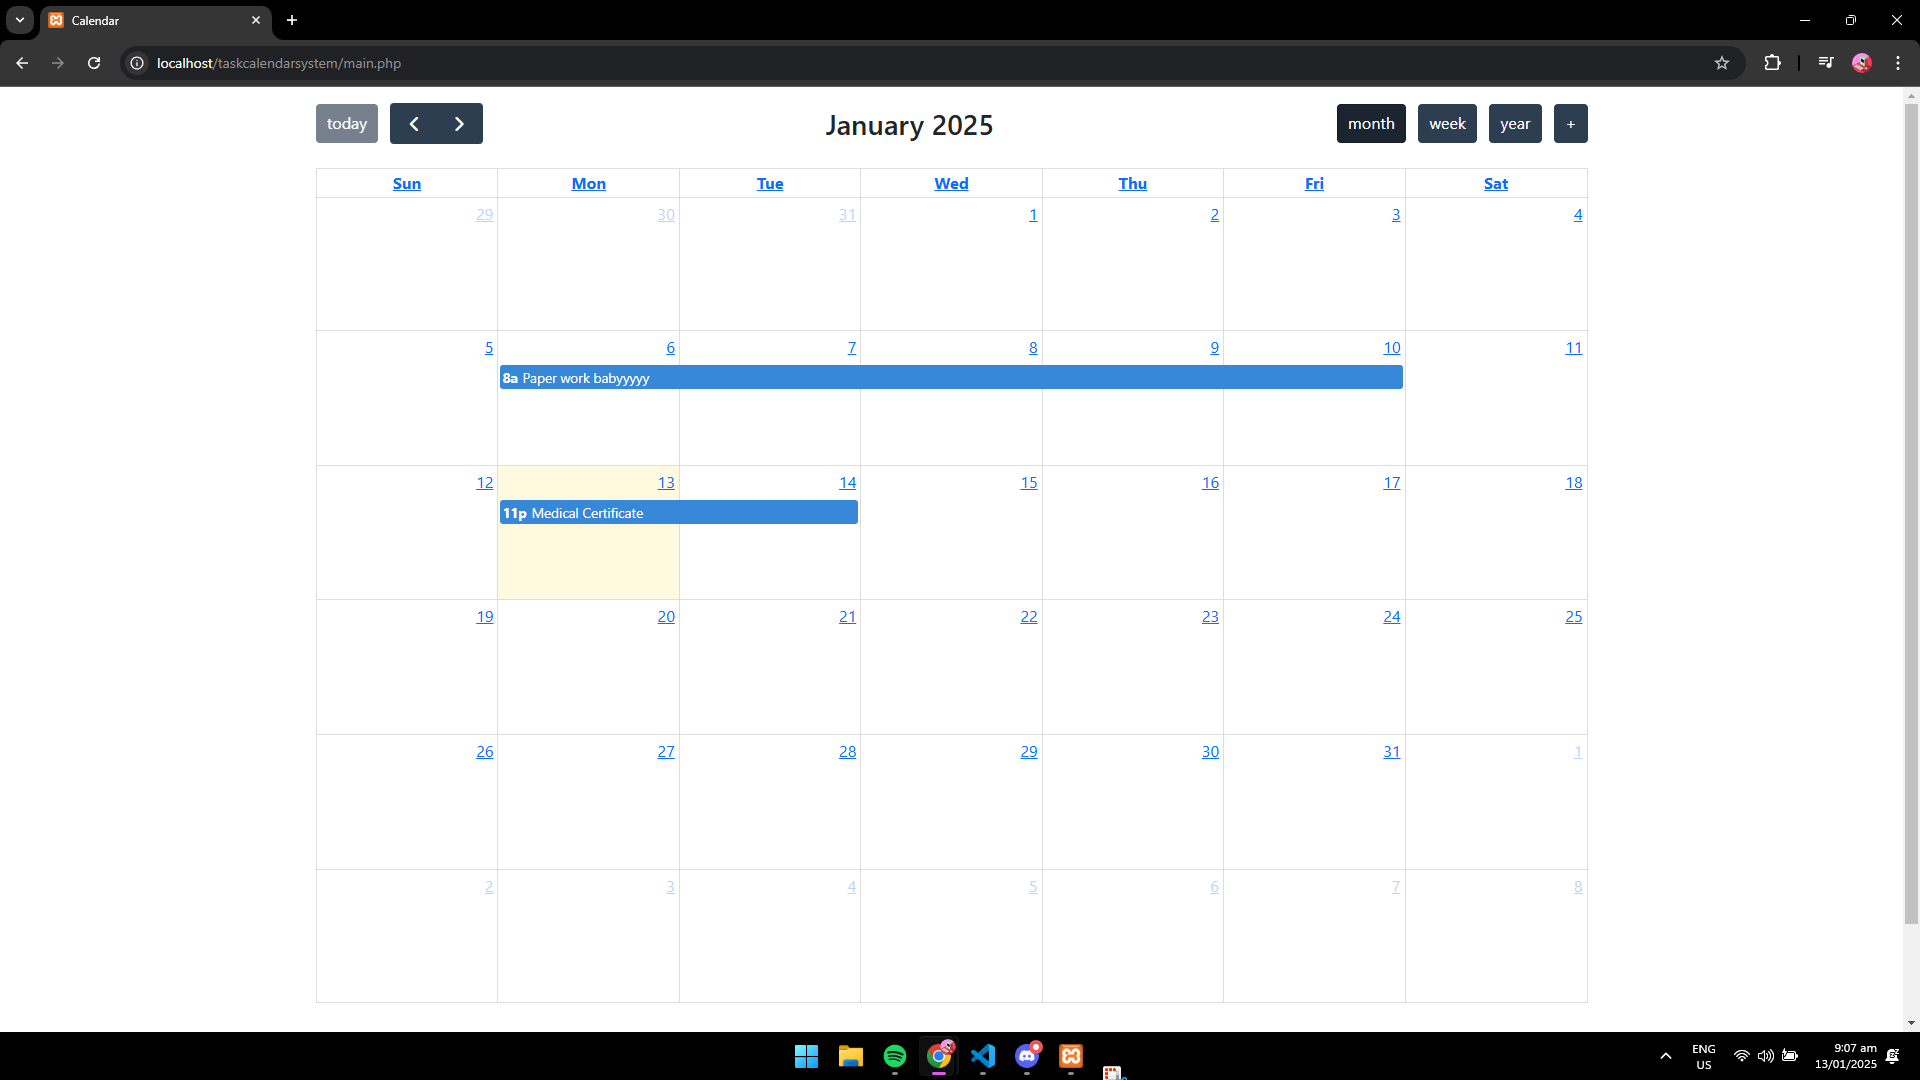 Calendar
localhost/taskcalendarsystem/main.php
today
January 2025
month week year +
Sun Mon Tue Wed Thu Fri Sat
29 30 31 1 2 3 4
5 6 7 8 9 10 11
8a Paper work babyyyyy
12 13 14 15 16 17 18
11p Medical Certificate
19 20 21 22 23 24 25
26 27 28 29 30 31 1
2 3 4 5 6 7 8
ENG
US
9:07 am
13/01/2025